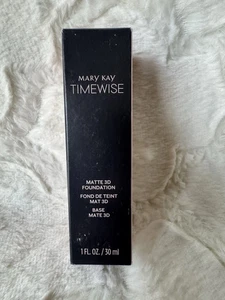 MARY KAY
TIMEWISE
MATTE 3D
FOUNDATION
FOND DE TEINT
MAT 3D
BASE
MATE 3D
1 FL. OZ. / 30 ml